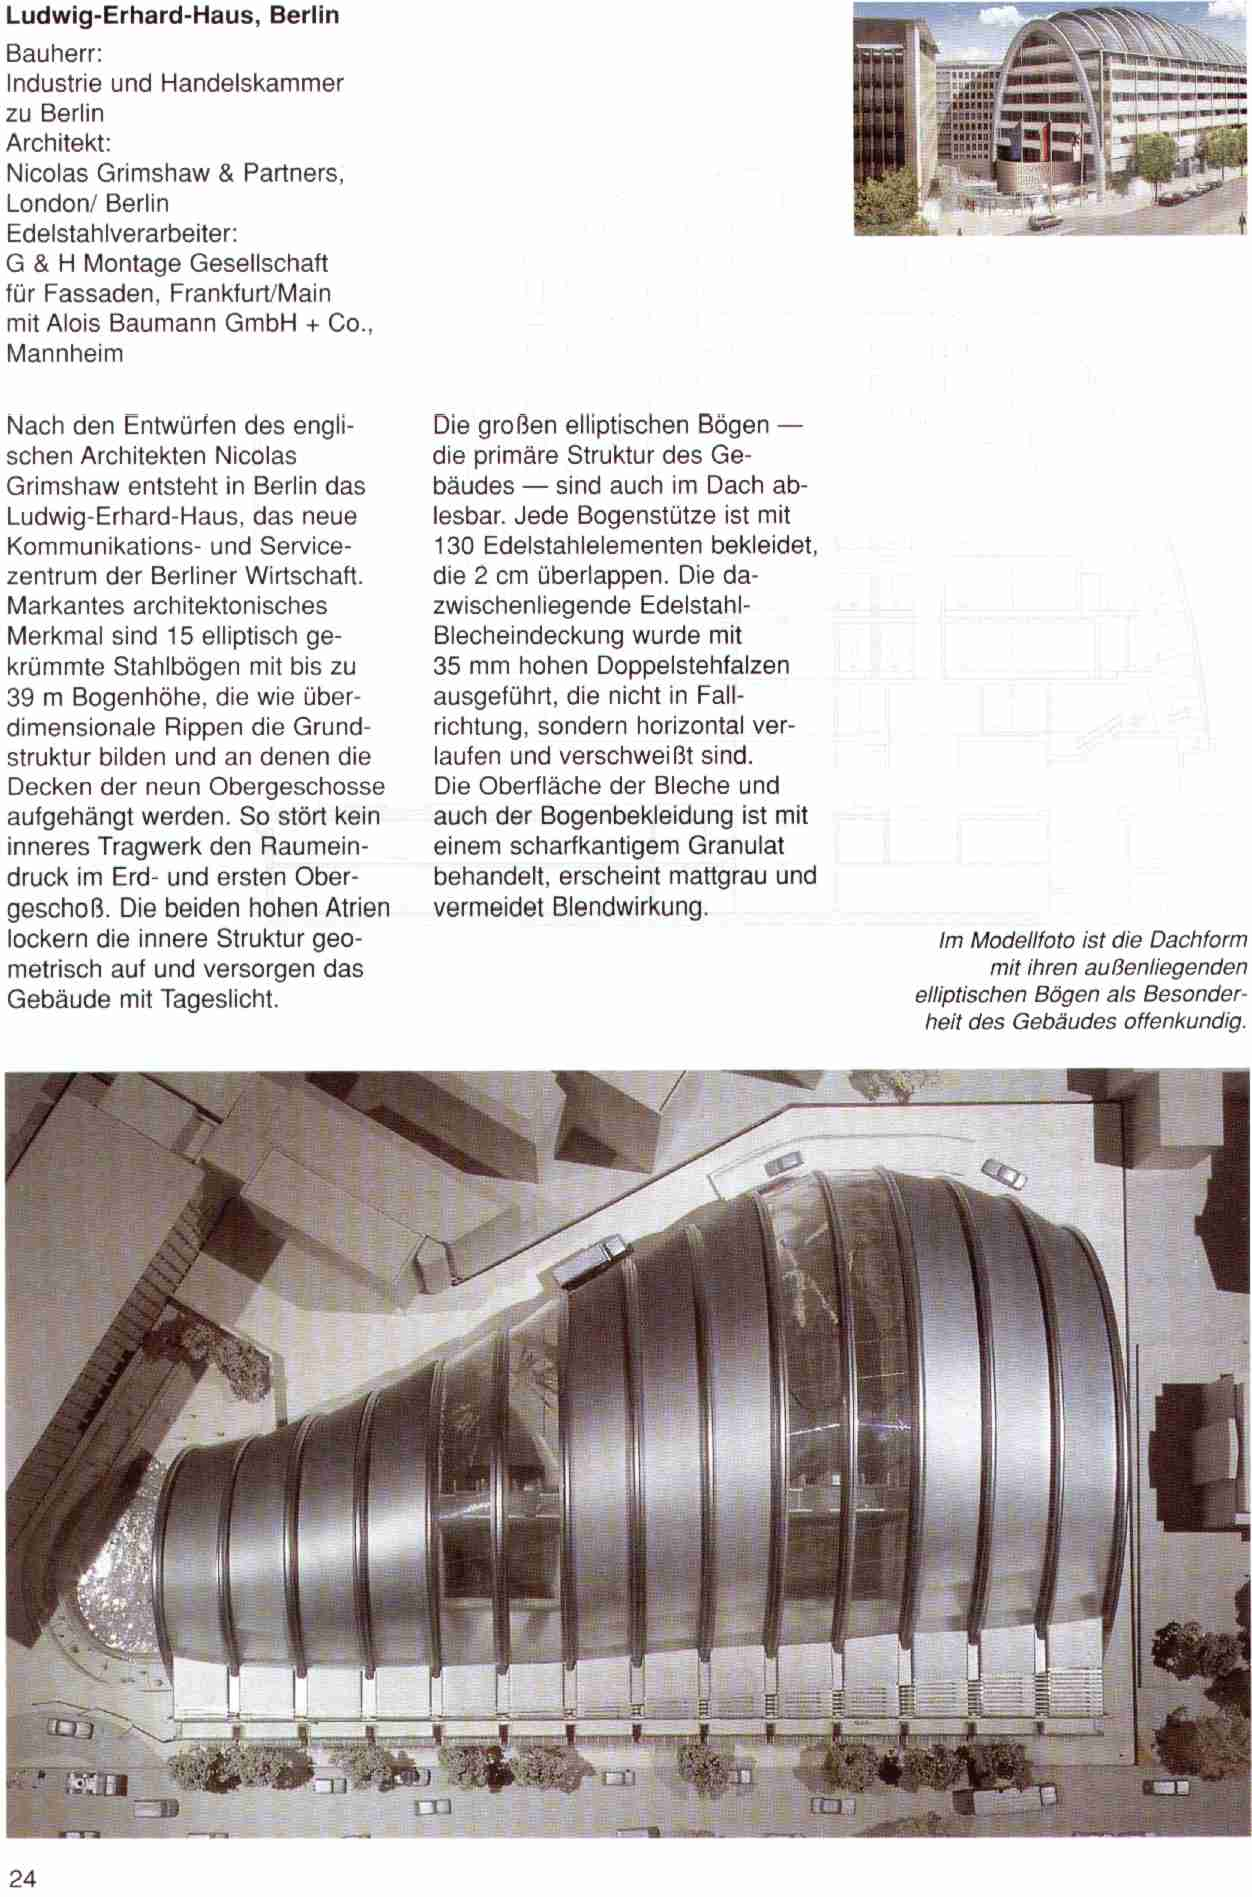 Ludwig-Erhard-Haus, Berlin
Bauherr:
Industrie und Handelskammer
zu Berlin
Architekt:
Nicolas Grimshaw & Partners,
London/ Berlin
Edelstahlverarbeiter:
G & H Montage Gesellschaft
für Fassaden, Frankfurt/Main
mit Alois Baumann GmbH + Co.,
Mannheim
Nach den Entwürfen des engli-
schen Architekten Nicolas
Grimshaw entsteht in Berlin das
Ludwig-Erhard-Haus, das neue
Kommunikations- und Service-
zentrum der Berliner Wirtschaft.
Markantes architektonisches
Merkmal sind 15 elliptisch ge-
krümmte Stahlbögen mit bis zu
39 m Bogenhöhe, die wie über-
dimensionale Rippen die Grund-
struktur bilden und an denen die
Decken der neun Obergeschosse
aufgehängt werden. So stört kein
inneres Tragwerk den Raumein-
druck im Erd- und ersten Ober-
geschoß. Die beiden hohen Atrien
lockern die innere Struktur geo-
metrisch auf und versorgen das
Gebäude mit Tageslicht.
Die großen elliptischen Bögen —
die primäre Struktur des Ge-
bäudes — sind auch im Dach ab-
lesbar. Jede Bogenstütze ist mit
130 Edelstahlelementen bekleidet,
die 2 cm überlappen. Die da-
zwischenliegende Edelstahl-
Blecheindeckung wurde mit
35 mm hohen Doppelstehfalzen
ausgeführt, die nicht in Fall-
richtung, sondern horizontal ver-
laufen und verschweißt sind.
Die Oberfläche der Bleche und
auch der Bogenbekleidung ist mit
einem scharfkantigem Granulat
behandelt, erscheint mattgrau und
vermeidet Blendwirkung.
Im Modellfoto ist die Dachform
mit ihren außenliegenden
elliptischen Bögen als Besonder-
heit des Gebäudes offenkundig.
24